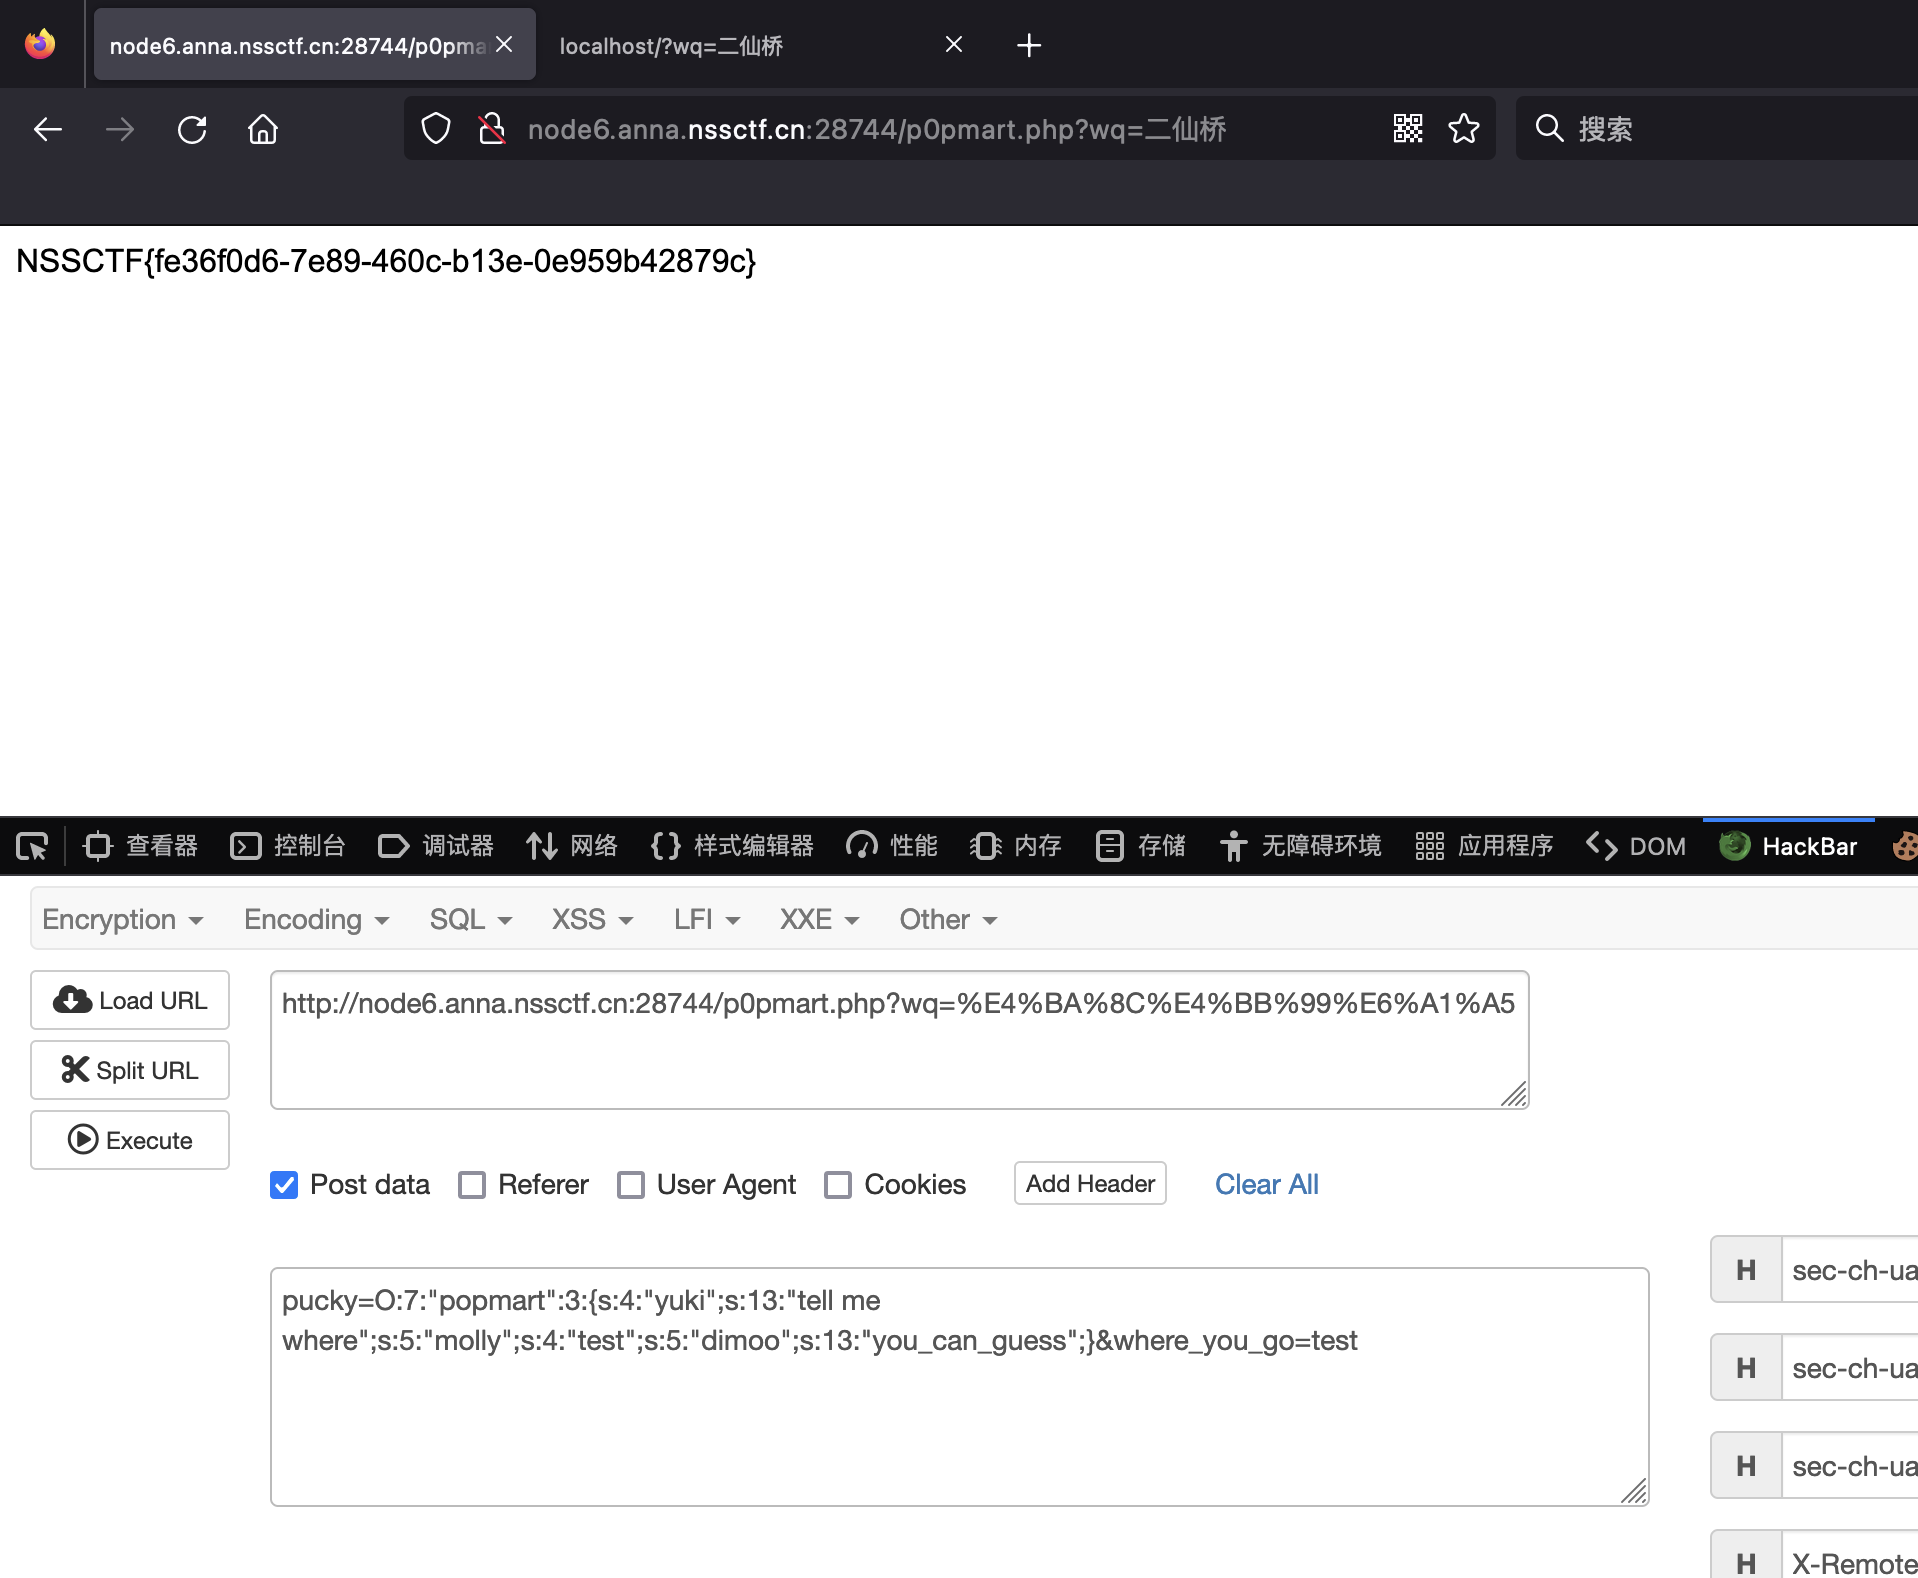 node6.anna.nssctf.cn:28744/p0pma
localhost/?wq=二仙桥
node6.anna.nssctf.cn:28744/p0pmart.php?wq=二仙桥
搜索
NSSCTF{fe36f0d6-7e89-460c-b13e-0e959b42879c}
查看器 控制台 调试器 网络 {} 样式编辑器 性能 内存 存储 无障碍环境 应用程序 DOM HackBar
Encryption Encoding SQL XSS LFI XXE Other
Load URL
http://node6.anna.nssctf.cn:28744/p0pmart.php?wq=%E4%BA%8C%E4%BB%99%E6%A1%A5
Split URL
Execute
Post data Referer User Agent Cookies Add Header Clear All
pucky=O:7:"popmart":3:{s:4:"yuki";s:13:"tell me
where";s:5:"molly";s:4:"test";s:5:"dimoo";s:13:"you_can_guess";}&where_you_go=test
H sec-ch-ua
H sec-ch-ua
H sec-ch-ua
H X-Remote